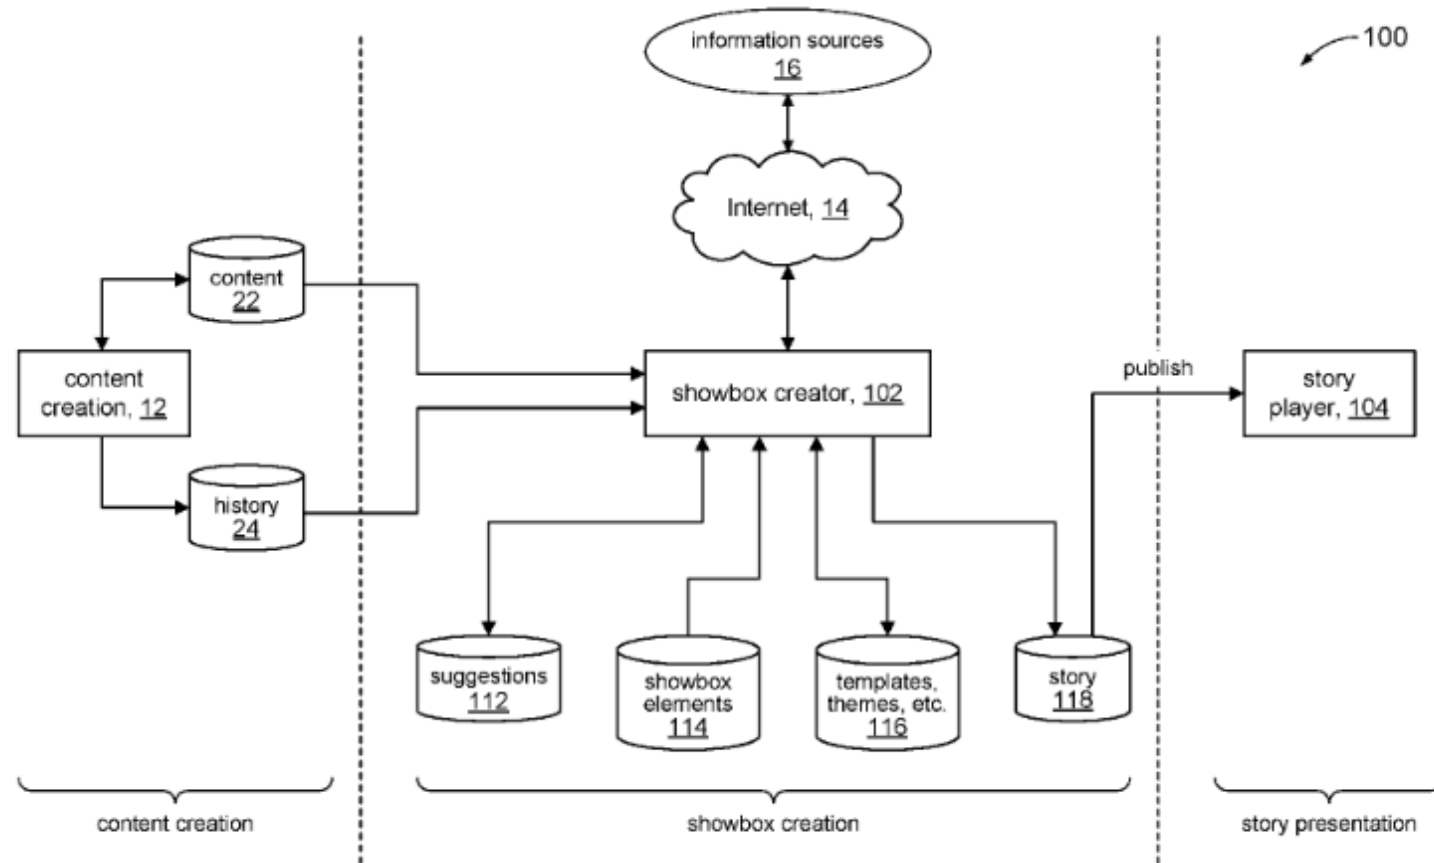 information sources
16
100
Internet, 14
content
22
content
creation, 12
showbox creator, 102
publish
story
player, 104
history
24
suggestions
112
showbox
elements
114
templates,
themes, etc.
116
story
118
content creation
showbox creation
story presentation